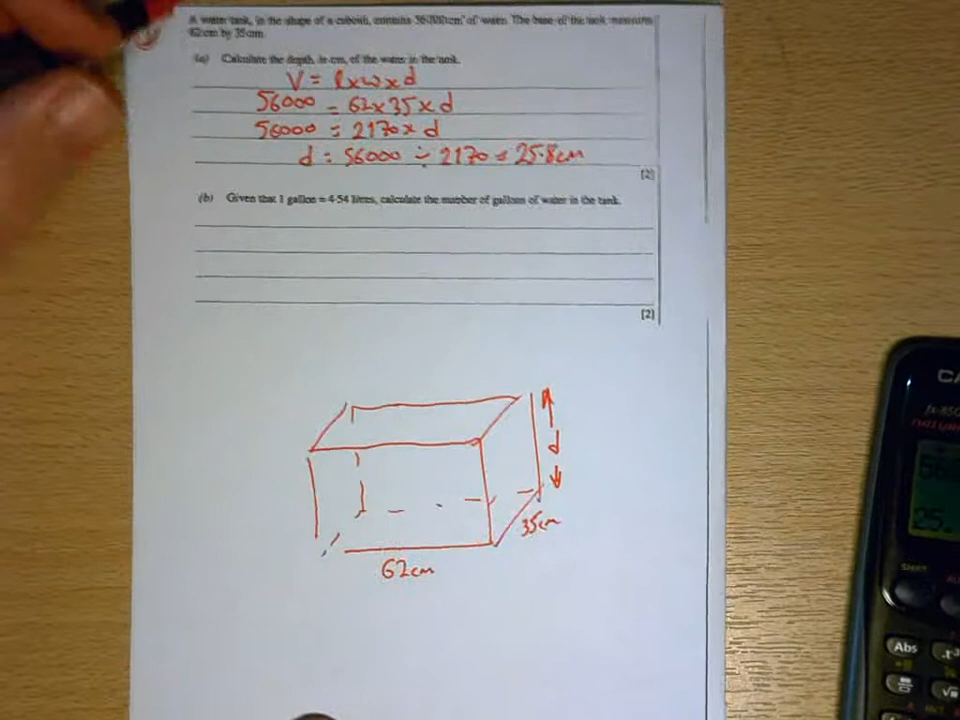 A water tank, in the shape of a cuboid, contains 56 000cm³ of water. The base of the tank measures
62cm by 35cm.
(a) Calculate the depth, in cm, of the water in the tank.
V = l x w x d
56000 = 62 x 35 x d
56000 = 2170 x d
d = 56000 ÷ 2170 = 25.8cm
[2]
(b) Given that 1 gallon = 4·54 litres, calculate the number of gallons of water in the tank.
[2]
d
35cm
62cm
CA
SHIFT
Abs